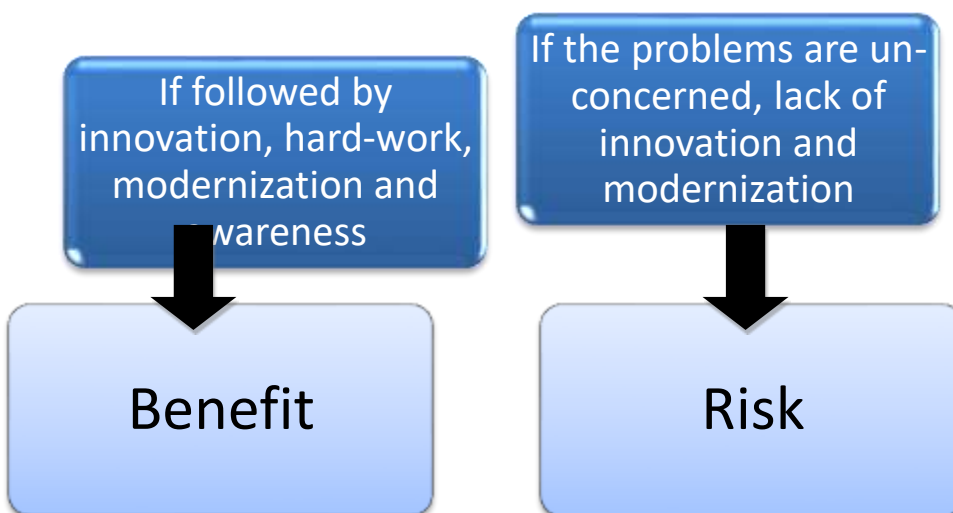 If followed by
innovation, hard-work,
modernization and
awareness
If the problems are un-
concerned, lack of
innovation and
modernization
Benefit
Risk